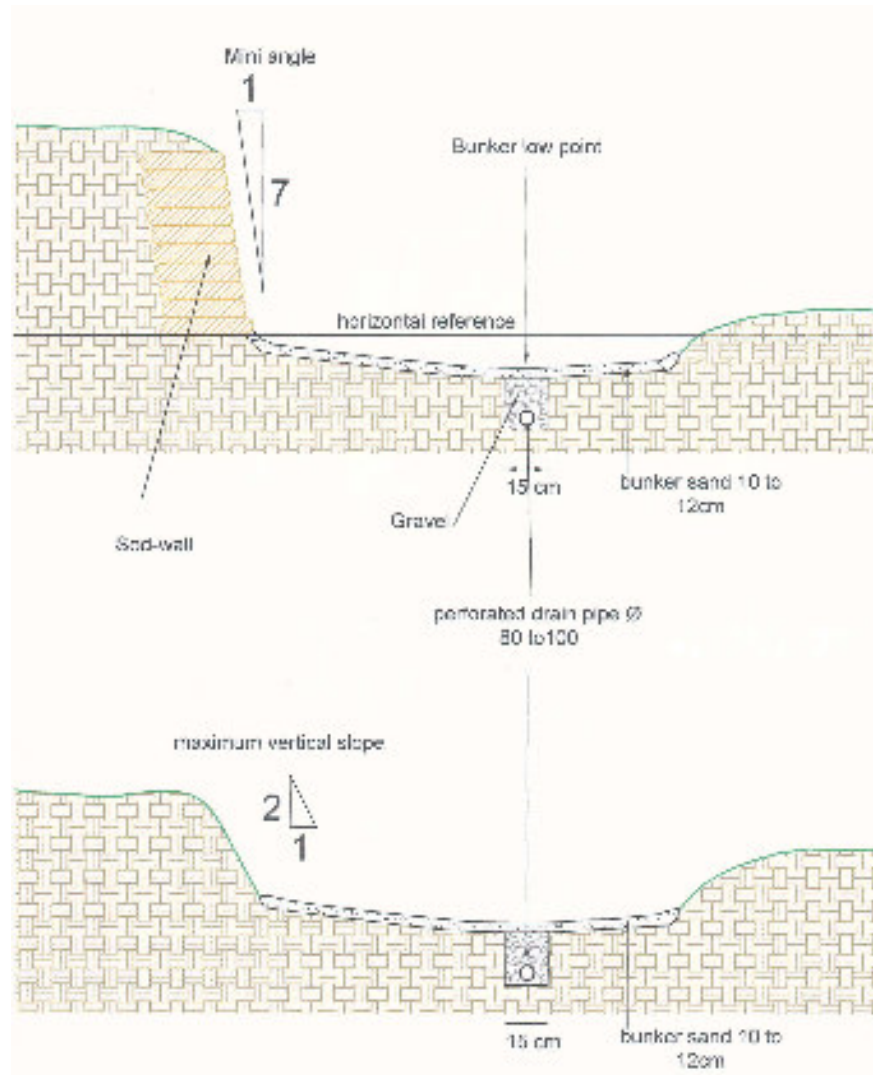 Mini angle
1
7
Bunker low point
horizontal reference
15 cm
bunker sand 10 to
12cm
Gravel
Sod-wall
perforated drain pipe Ø
80 to100
maximum vertical slope
2
1
15 cm
bunker sand 10 to
12cm